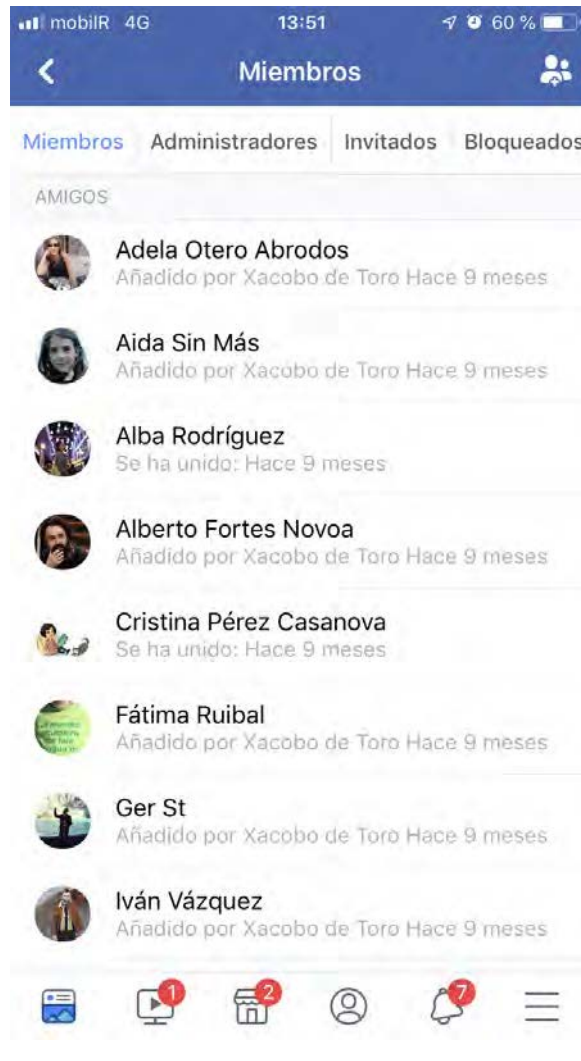 mobilR 4G 13:51 60 %
Miembros
Miembros Administradores Invitados Bloqueados
AMIGOS
Adela Otero Abrodos
Añadido por Xacobo de Toro Hace 9 meses
Aida Sin Más
Añadido por Xacobo de Toro Hace 9 meses
Alba Rodríguez
Se ha unido: Hace 9 meses
Alberto Fortes Novoa
Añadido por Xacobo de Toro Hace 9 meses
Cristina Pérez Casanova
Se ha unido: Hace 9 meses
Fátima Ruibal
Añadido por Xacobo de Toro Hace 9 meses
Ger St
Añadido por Xacobo de Toro Hace 9 meses
Iván Vázquez
Añadido por Xacobo de Toro Hace 9 meses
1 2 7